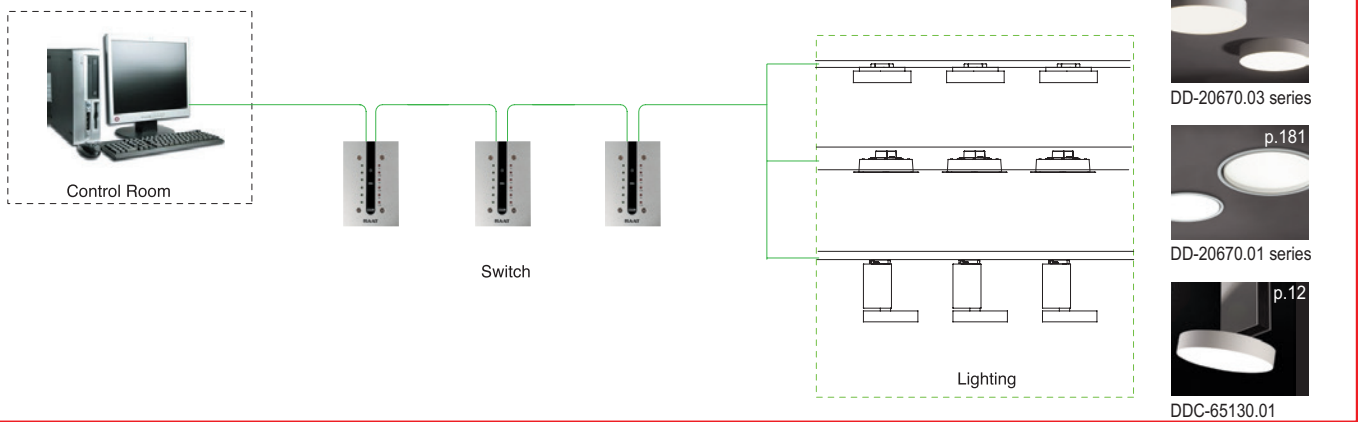 Control Room
Switch
Lighting
DD-20670.03 series
p.181
DD-20670.01 series
p.12
DDC-65130.01